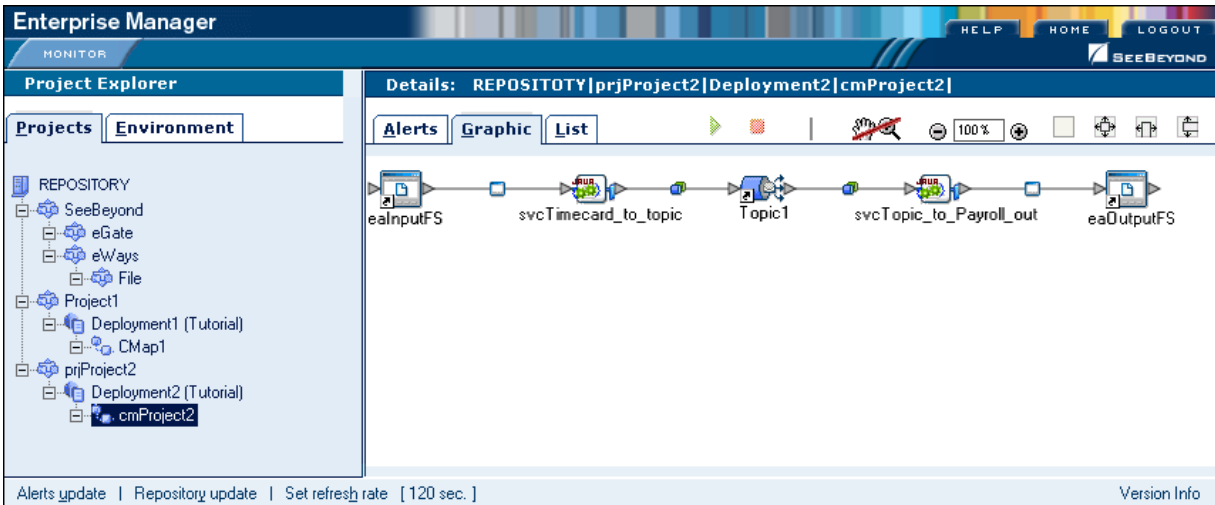 Enterprise Manager
HELP
HOME
LOGOUT
MONITOR
SEEBEYOND
Project Explorer
Details: REPOSITOTY|prjProject2|Deployment2|cmProject2|
Projects
Environment
Alerts
Graphic
List
100%
REPOSITORY
SeeBeyond
eGate
eWays
File
Project1
Deployment1 (Tutorial)
CMap1
prjProject2
Deployment2 (Tutorial)
cmProject2
eaInputFS
JAVA
svcTimecard_to_topic
Topic1
JAVA
svcTopic_to_Payroll_out
eaOutputFS
Alerts update | Repository update | Set refresh rate [ 120 sec. ]
Version Info